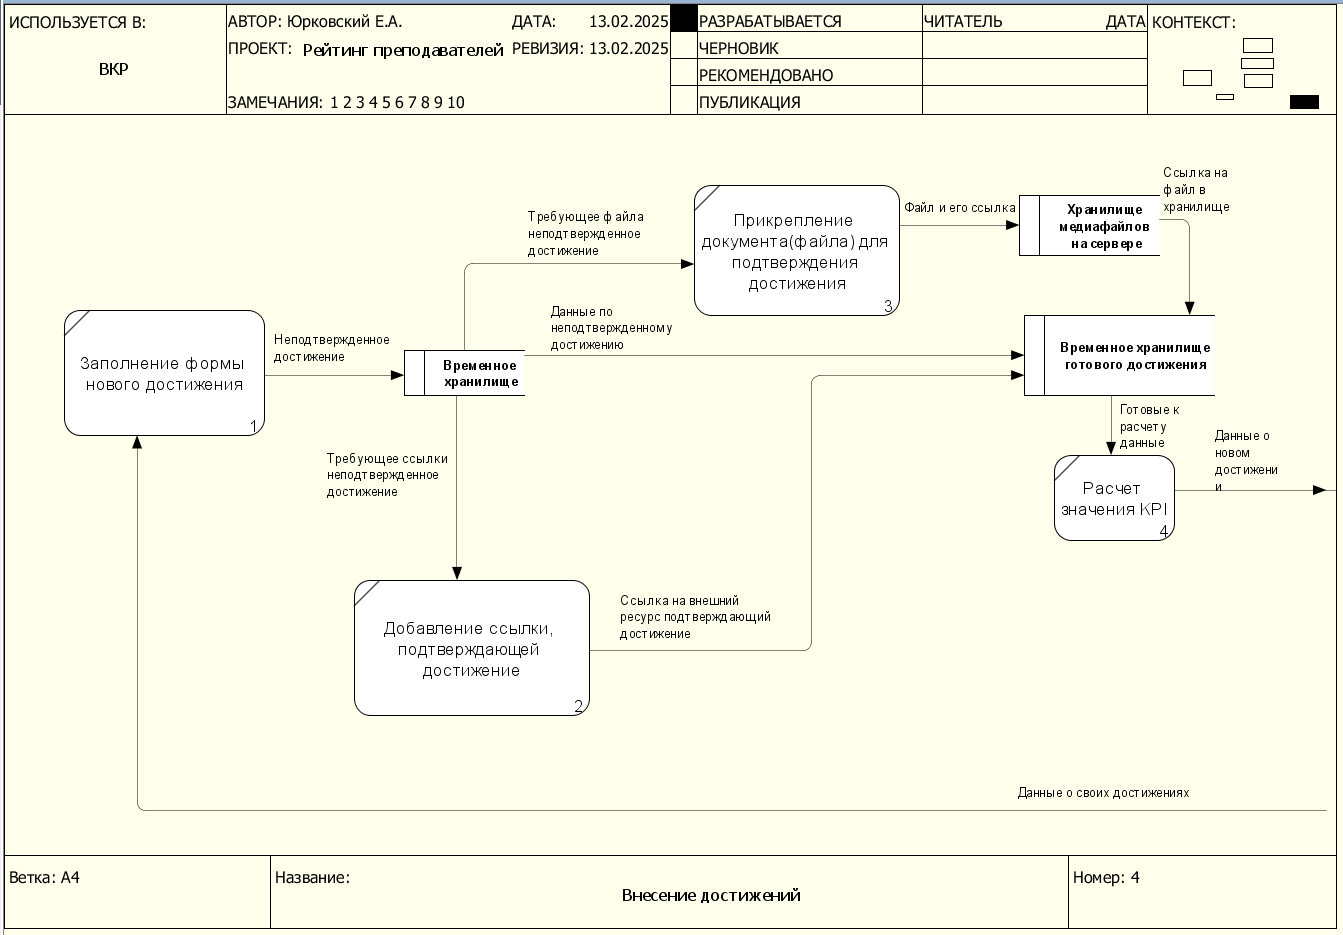 ИСПОЛЬЗУЕТСЯ В:
ВКР
АВТОР: Юрковский Е.А.
ДАТА: 13.02.2025
ПРОЕКТ: Рейтинг преподавателей
РЕВИЗИЯ: 13.02.2025
ЗАМЕЧАНИЯ: 1 2 3 4 5 6 7 8 9 10
РАЗРАБАТЫВАЕТСЯ
ЧЕРНОВИК
РЕКОМЕНДОВАНО
ПУБЛИКАЦИЯ
ЧИТАТЕЛЬ
ДАТА
КОНТЕКСТ:
Заполнение формы
нового достижения
1
Неподтвержденное
достижение
Временное
хранилище
Требующее файла
неподтвержденное
достижение
Прикрепление
документа(файла) для
подтверждения
достижения
3
Файл и его ссылка
Хранилище
медиафайлов
на сервере
Ссылка на
файл в
хранилище
Данные по
неподтвержденному
достижению
Временное хранилище
готового достижения
Готовые к
расчету
данные
Расчет
значения KPI
4
Данные о
новом
достижени
и
Требующее ссылки
неподтвержденное
достижение
Добавление ссылки,
подтверждающей
достижение
2
Ссылка на внешний
ресурс подтверждающий
достижение
Данные о своих достижениях
Ветка: A4
Название:
Внесение достижений
Номер: 4